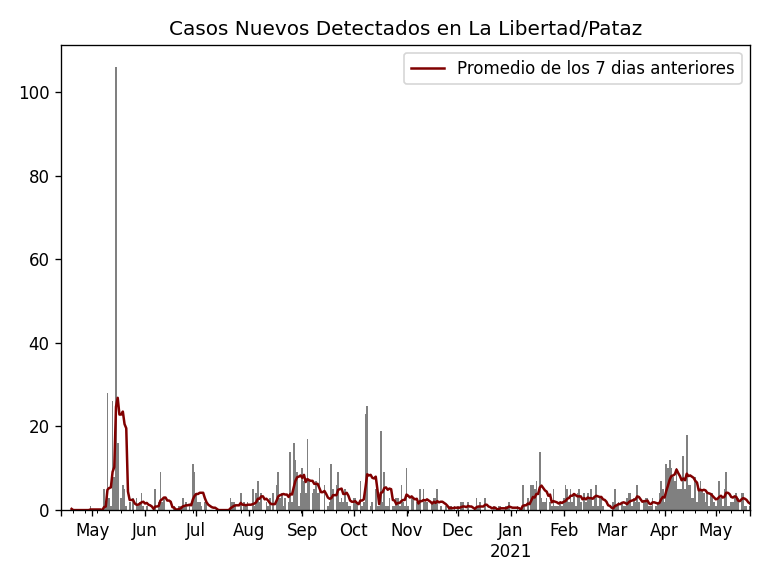 Casos Nuevos Detectados en La Libertad/Pataz
Promedio de los 7 dias anteriores
100
80
60
40
20
0
May Jun Jul Aug Sep Oct Nov Dec Jan Feb Mar Apr May
2021